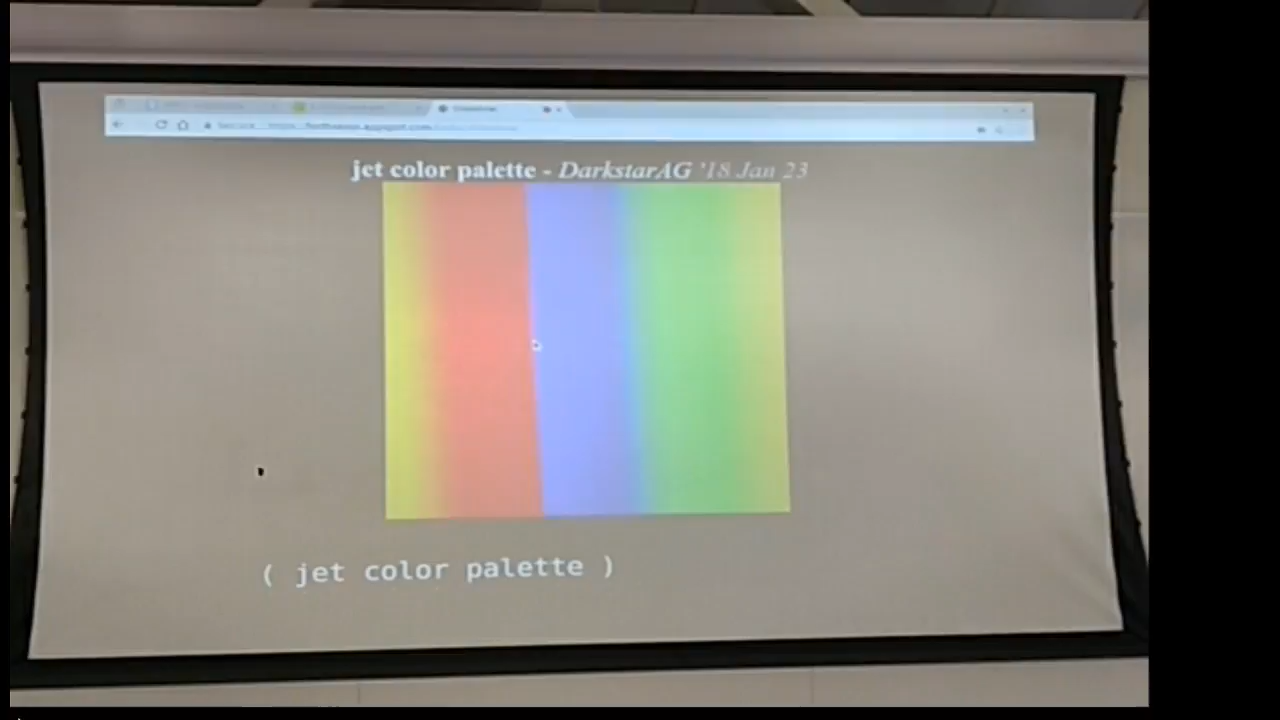 jet color palette - DarkstarAG '18 Jan 23
( jet color palette )